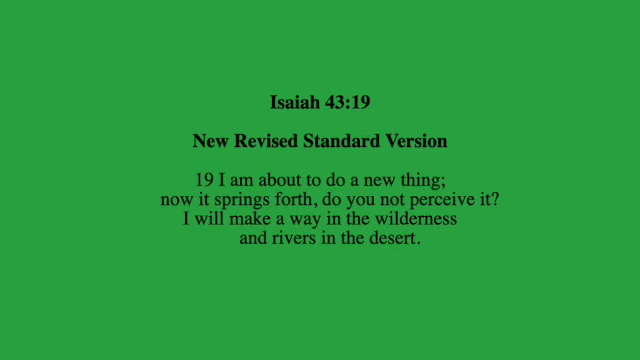 Isaiah 43:19
New Revised Standard Version
19 I am about to do a new thing;
now it springs forth, do you not perceive it?
I will make a way in the wilderness
and rivers in the desert.